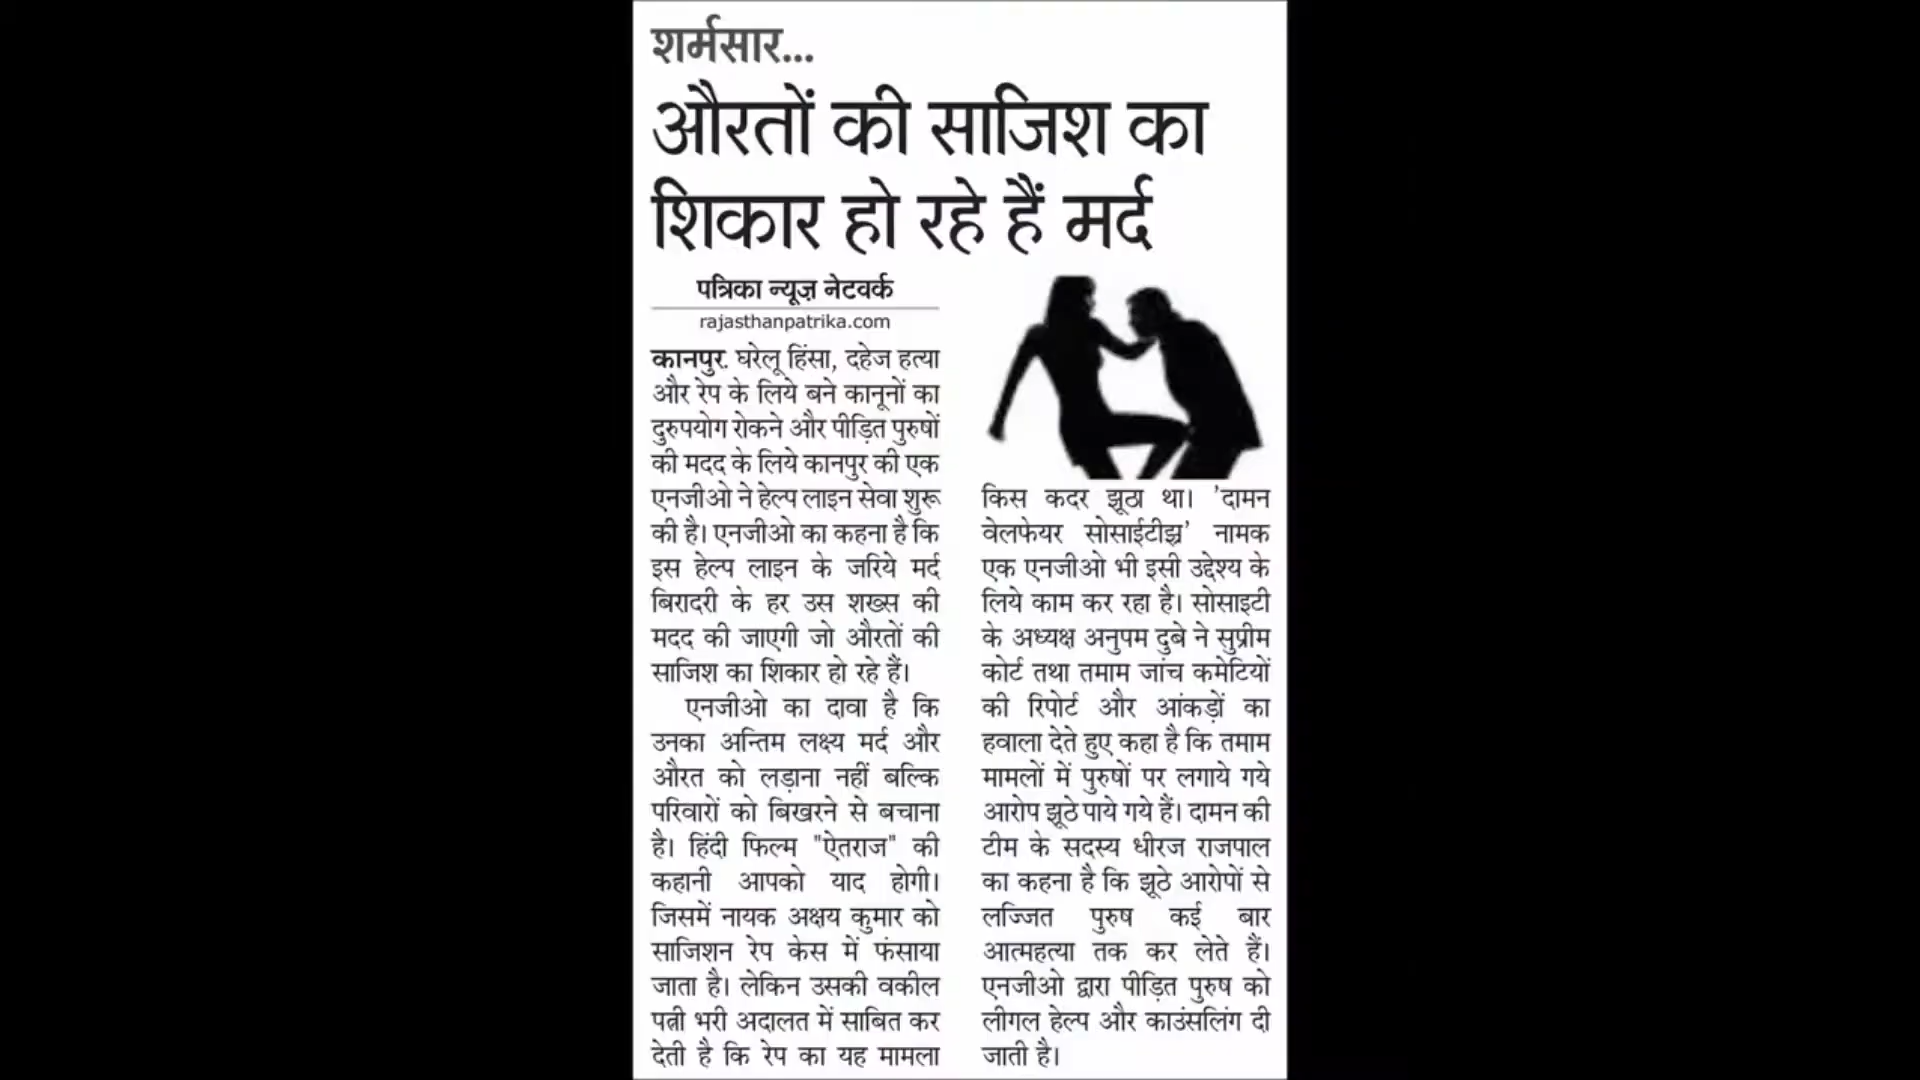 शर्मसार...
औरतों की साजिश का
शिकार हो रहे हैं मर्द
पत्रिका न्यूज़ नेटवर्क
rajasthanpatrika.com
कानपुर. घरेलू हिंसा, दहेज हत्या
और रेप के लिये बने कानूनों का
दुरुपयोग रोकने और पीड़ित पुरुषों
की मदद के लिये कानपुर की एक
एनजीओ ने हेल्प लाइन सेवा शुरू
की है। एनजीओ का कहना है कि
इस हेल्प लाइन के जरिये मर्द
बिरादरी के हर उस शख्स की
मदद की जाएगी जो औरतों की
साजिश का शिकार हो रहे हैं।
एनजीओ का दावा है कि
उनका अन्तिम लक्ष्य मर्द और
औरत को लड़ाना नहीं बल्कि
परिवारों को बिखरने से बचाना
है। हिंदी फिल्म "ऐतराज" की
कहानी आपको याद होगी।
जिसमें नायक अक्षय कुमार को
साजिशन रेप केस में फंसाया
जाता है। लेकिन उसकी वकील
पत्नी भरी अदालत में साबित कर
देती है कि रेप का यह मामला
किस कदर झूठा था। 'दामन
वेलफेयर सोसाईटीझ' नामक
एक एनजीओ भी इसी उद्देश्य के
लिये काम कर रहा है। सोसाइटी
के अध्यक्ष अनुपम दुबे ने सुप्रीम
कोर्ट तथा तमाम जांच कमेटियों
की रिपोर्ट और आंकड़ों का
हवाला देते हुए कहा है कि तमाम
मामलों में पुरुषों पर लगाये गये
आरोप झूठे पाये गये हैं। दामन की
टीम के सदस्य धीरज राजपाल
का कहना है कि झूठे आरोपों से
लज्जित पुरुष कई बार
आत्महत्या तक कर लेते हैं।
एनजीओ द्वारा पीड़ित पुरुष को
लीगल हेल्प और काउंसलिंग दी
जाती है।